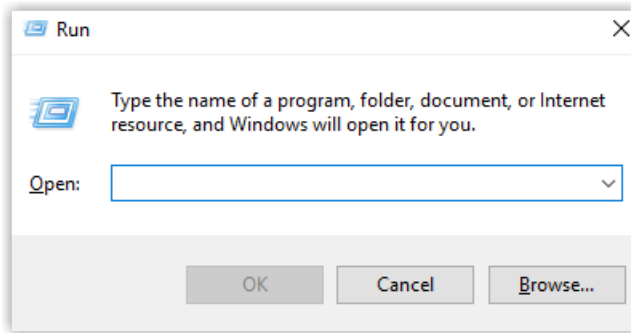 Run
Type the name of a program, folder, document, or Internet
resource, and Windows will open it for you.
Open:
OK Cancel Browse...